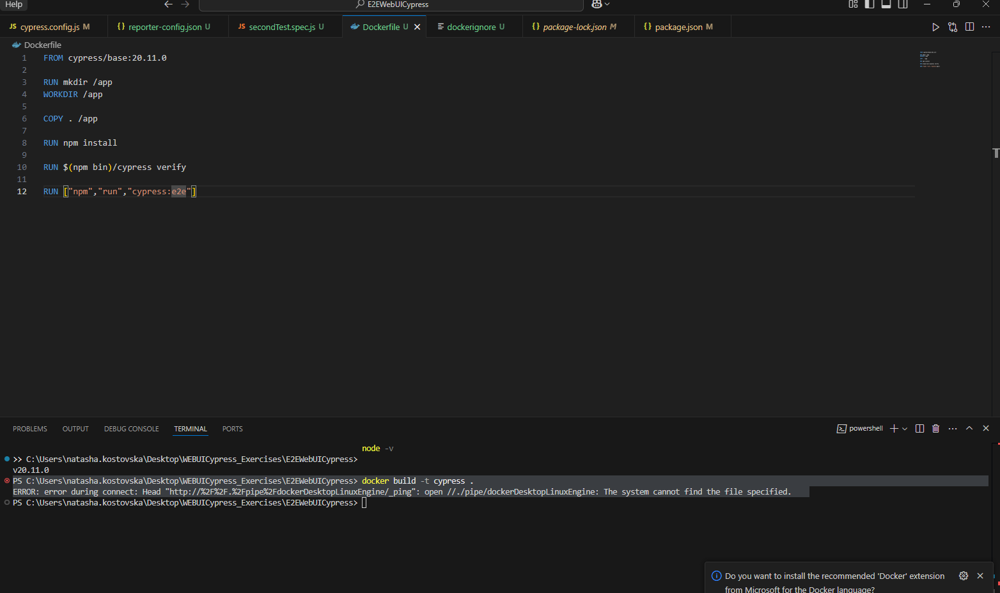 Help
E2EWebUICypress
JS cypress.config.js M
{} reporter-config.json U
JS secondTest.spec.js U
Dockerfile U
dockerignore U
{} package-lock.json M
{} package.json M
Dockerfile
1 FROM cypress/base:20.11.0
2
3 RUN mkdir /app
4 WORKDIR /app
5
6 COPY . /app
7
8 RUN npm install
9
10 RUN $(npm bin)/cypress verify
11
12 RUN ["npm","run","cypress:e2e"]
PROBLEMS OUTPUT DEBUG CONSOLE TERMINAL PORTS
powershell
node -v
>> C:\Users\natasha.kostovska\Desktop\WEBUICypress_Exercises\E2EWebUICypress>
v20.11.0
PS C:\Users\natasha.kostovska\Desktop\WEBUICypress_Exercises\E2EWebUICypress> docker build -t cypress .
ERROR: error during connect: Head "http://%2F%2F.%2Fpipe%2FdockerDesktopLinuxEngine/_ping": open //./pipe/dockerDesktopLinuxEngine: The system cannot find the file specified.
PS C:\Users\natasha.kostovska\Desktop\WEBUICypress_Exercises\E2EWebUICypress>
Do you want to install the recommended 'Docker' extension
from Microsoft for the Docker language?